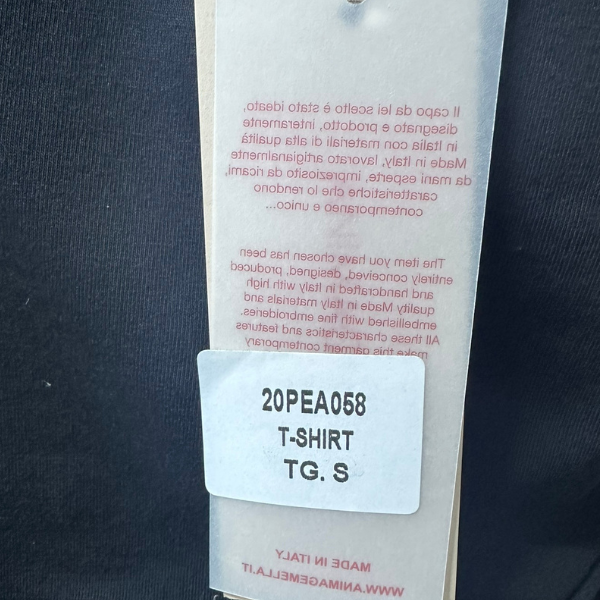 Il capo da lei scelto è stato ideato,
disegnato e prodotto, interamente
in Italia con materiali di alta qualità
Made in Italy, lavorato artigianalmente
da mani esperte, impreziosito da ricami,
caratteristiche che lo rendono
contemporaneo e unico...
The item you have chosen has been
entirely conceived, designed, produced
and handcrafted in Italy with high
quality Made in Italy materials and
embellished with fine embroideries.
All these characteristics and features
make this garment contemporary
20PEA058
T-SHIRT
TG. S
MADE IN ITALY
WWW.ANIMAGEMELLA.IT